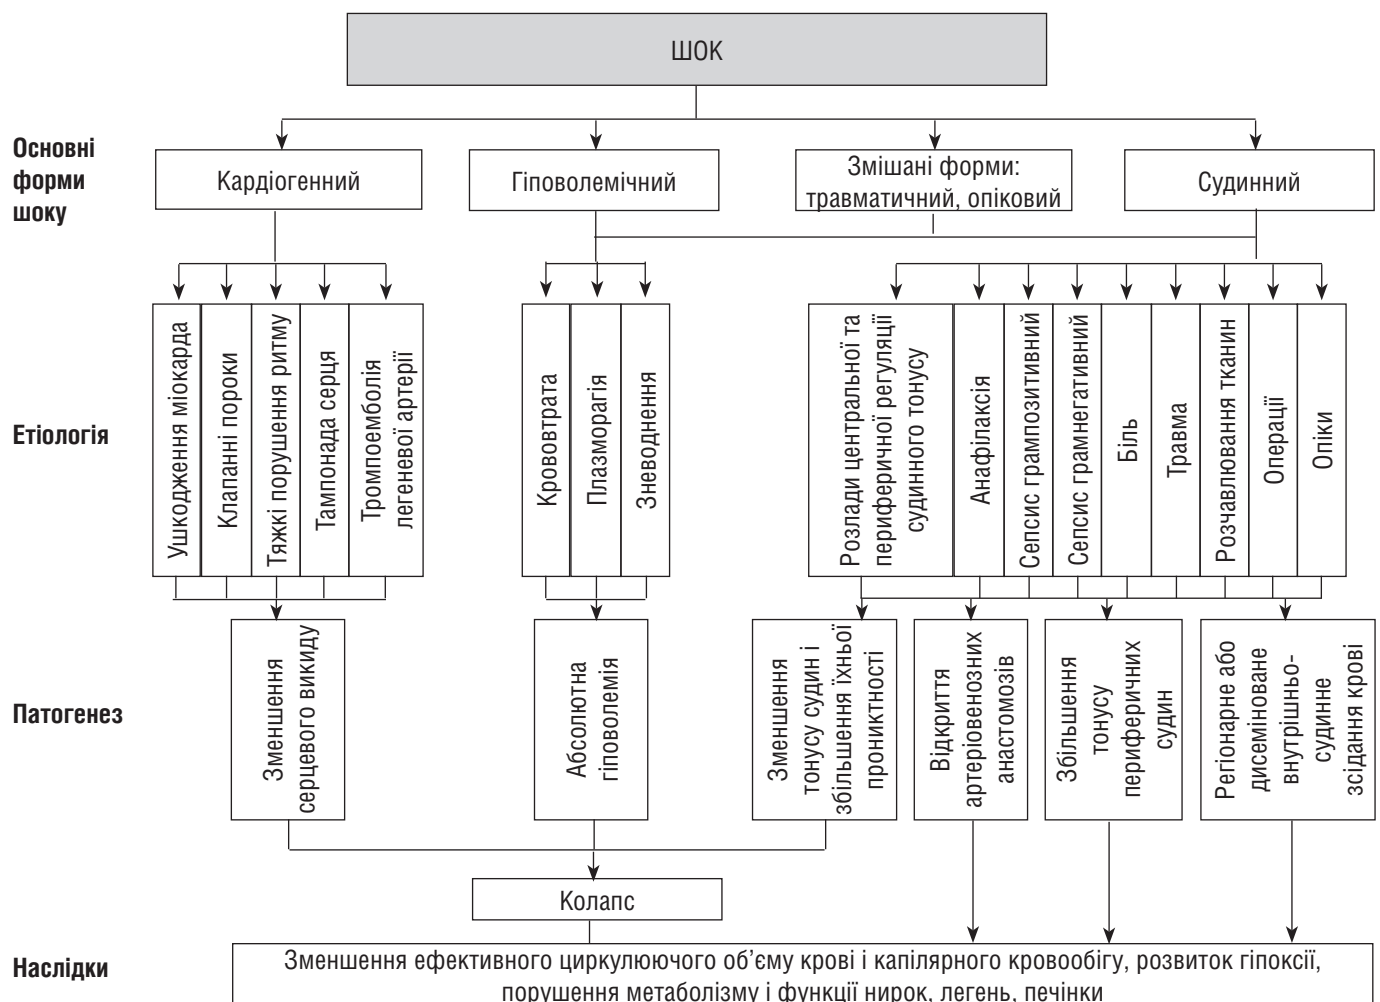 ШОК
Основні
форми
шоку
Кардіогенний
Гіповолемічний
Змішані форми:
травматичний, опіковий
Судинний
Етіологія
Ушкодження міокарда
Клапанні пороки
Тяжкі порушення ритму
Тампонада серця
Тромпоемболія
легеневої артерії
Крововтрата
Плазморагія
Зневоднення
Розлади центральної та
периферичної регуляції
судинного тонусу
Анафілаксія
Сепсис грампозитивний
Сепсис грамнегативний
Біль
Травма
Розчавлювання тканин
Операції
Опіки
Патогенез
Зменшення
серцевого викиду
Абсолютна
гіповолемія
Зменшення
тонусу судин і
збільшення їхньої
проникності
Відкриття
артеріовенозних
анастомозів
Збільшення
тонусу
периферичних
судин
Регіонарне або
дисеміноване
внутрішньо-
судинне
зсідання крові
Колапс
Наслідки
Зменшення ефективного циркулюючого об’єму крові і капілярного кровообігу, розвиток гіпоксії,
порушення метаболізму і функції нирок, легень, печінки